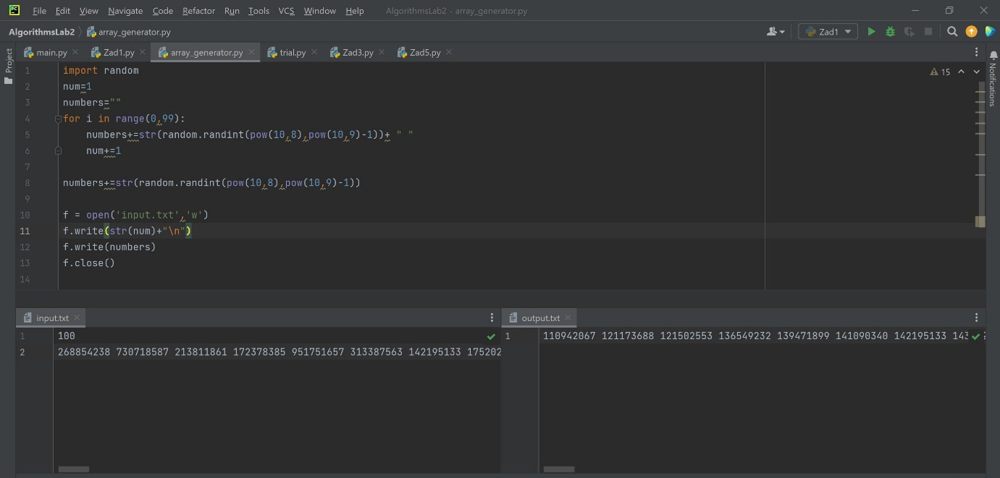 PC File Edit View Navigate Code Refactor Run Tools VCS Window Help AlgorithmsLab2 - array_generator.py
AlgorithmsLab2 array_generator.py Zad1
Project
main.py Zad1.py array_generator.py trial.py Zad3.py Zad5.py
Notifications
15
1 import random
2 num=1
3 numbers=""
4 for i in range(0,99):
5 numbers+=str(random.randint(pow(10,8),pow(10,9)-1))+ " "
6 num+=1
7
8 numbers+=str(random.randint(pow(10,8),pow(10,9)-1))
9
10 f = open('input.txt','w')
11 f.write(str(num)+"\n")
12 f.write(numbers)
13 f.close()
14
input.txt
1 100
2 268854238 730718587 213811861 172378385 951751657 313387563 142195133 175202
output.txt
1 110942067 121173688 121502553 136549232 139471899 141090340 142195133 143